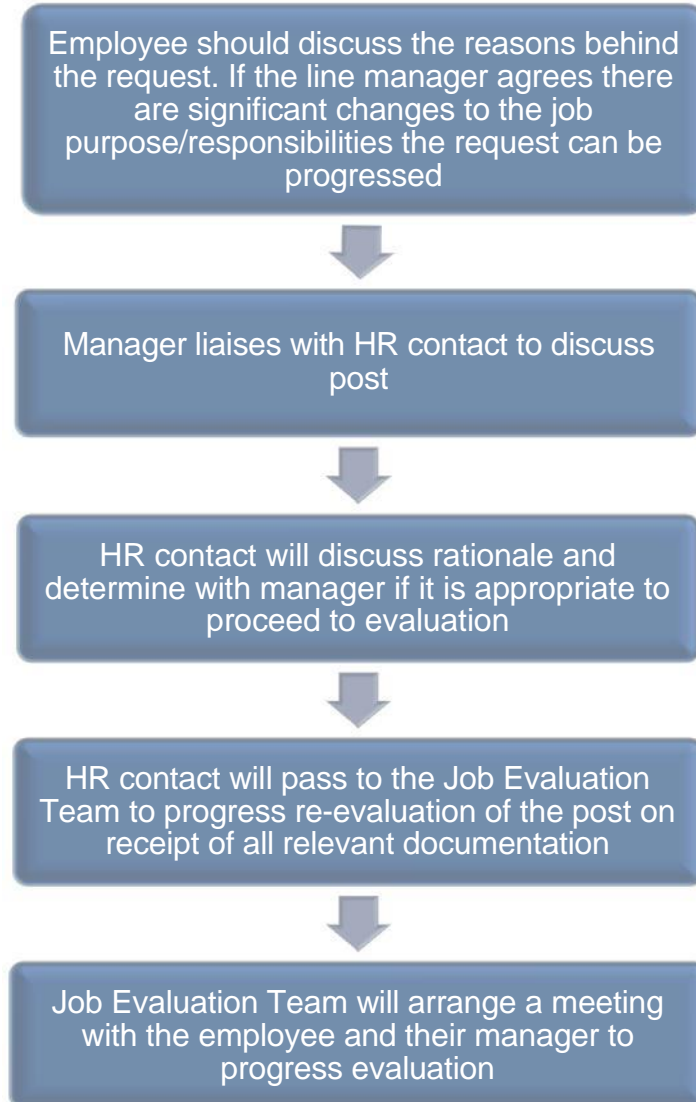 Employee should discuss the reasons behind
the request. If the line manager agrees there
are significant changes to the job
purpose/responsibilities the request can be
progressed
Manager liaises with HR contact to discuss
post
HR contact will discuss rationale and
determine with manager if it is appropriate to
proceed to evaluation
HR contact will pass to the Job Evaluation
Team to progress re-evaluation of the post on
receipt of all relevant documentation
Job Evaluation Team will arrange a meeting
with the employee and their manager to
progress evaluation